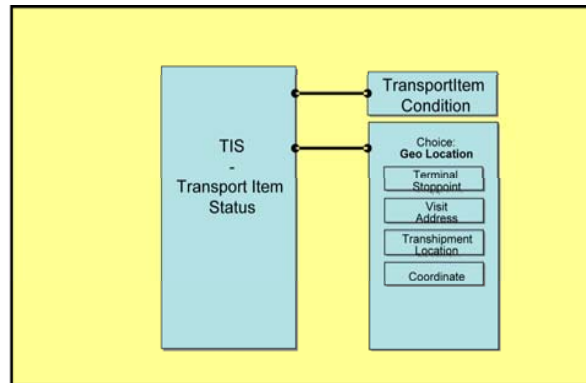 TIS
-
Transport Item
Status
TransportItem
Condition
Choice:
Geo Location
Terminal
Stoppoint
Visit
Address
Transhipment
Location
Coordinate